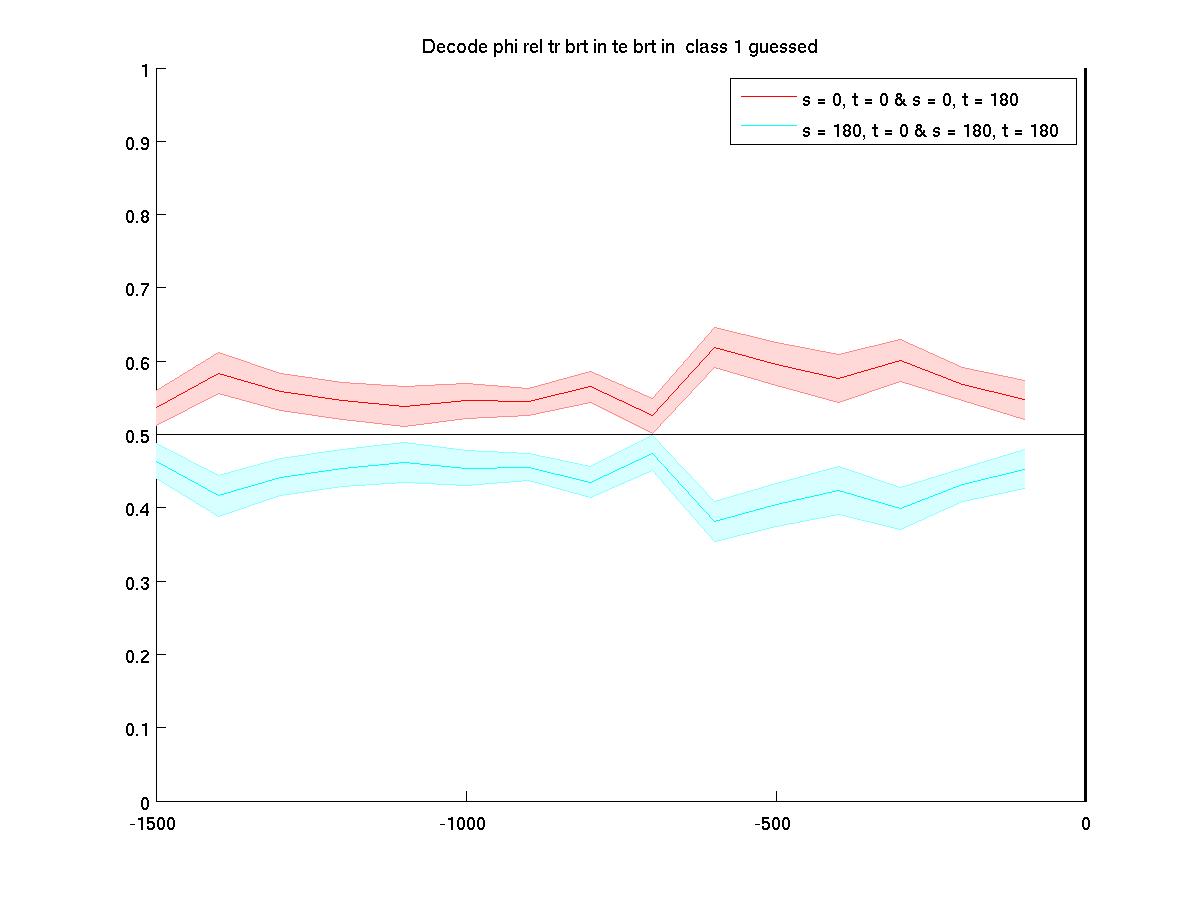 Decode phi rel tr brt in te brt in  class 1 guessed
s = 0, t = 0 & s = 0, t = 180
s = 180, t = 0 & s = 180, t = 180
1
0.9
0.8
0.7
0.6
0.5
0.4
0.3
0.2
0.1
0
-1500 -1000 -500 0